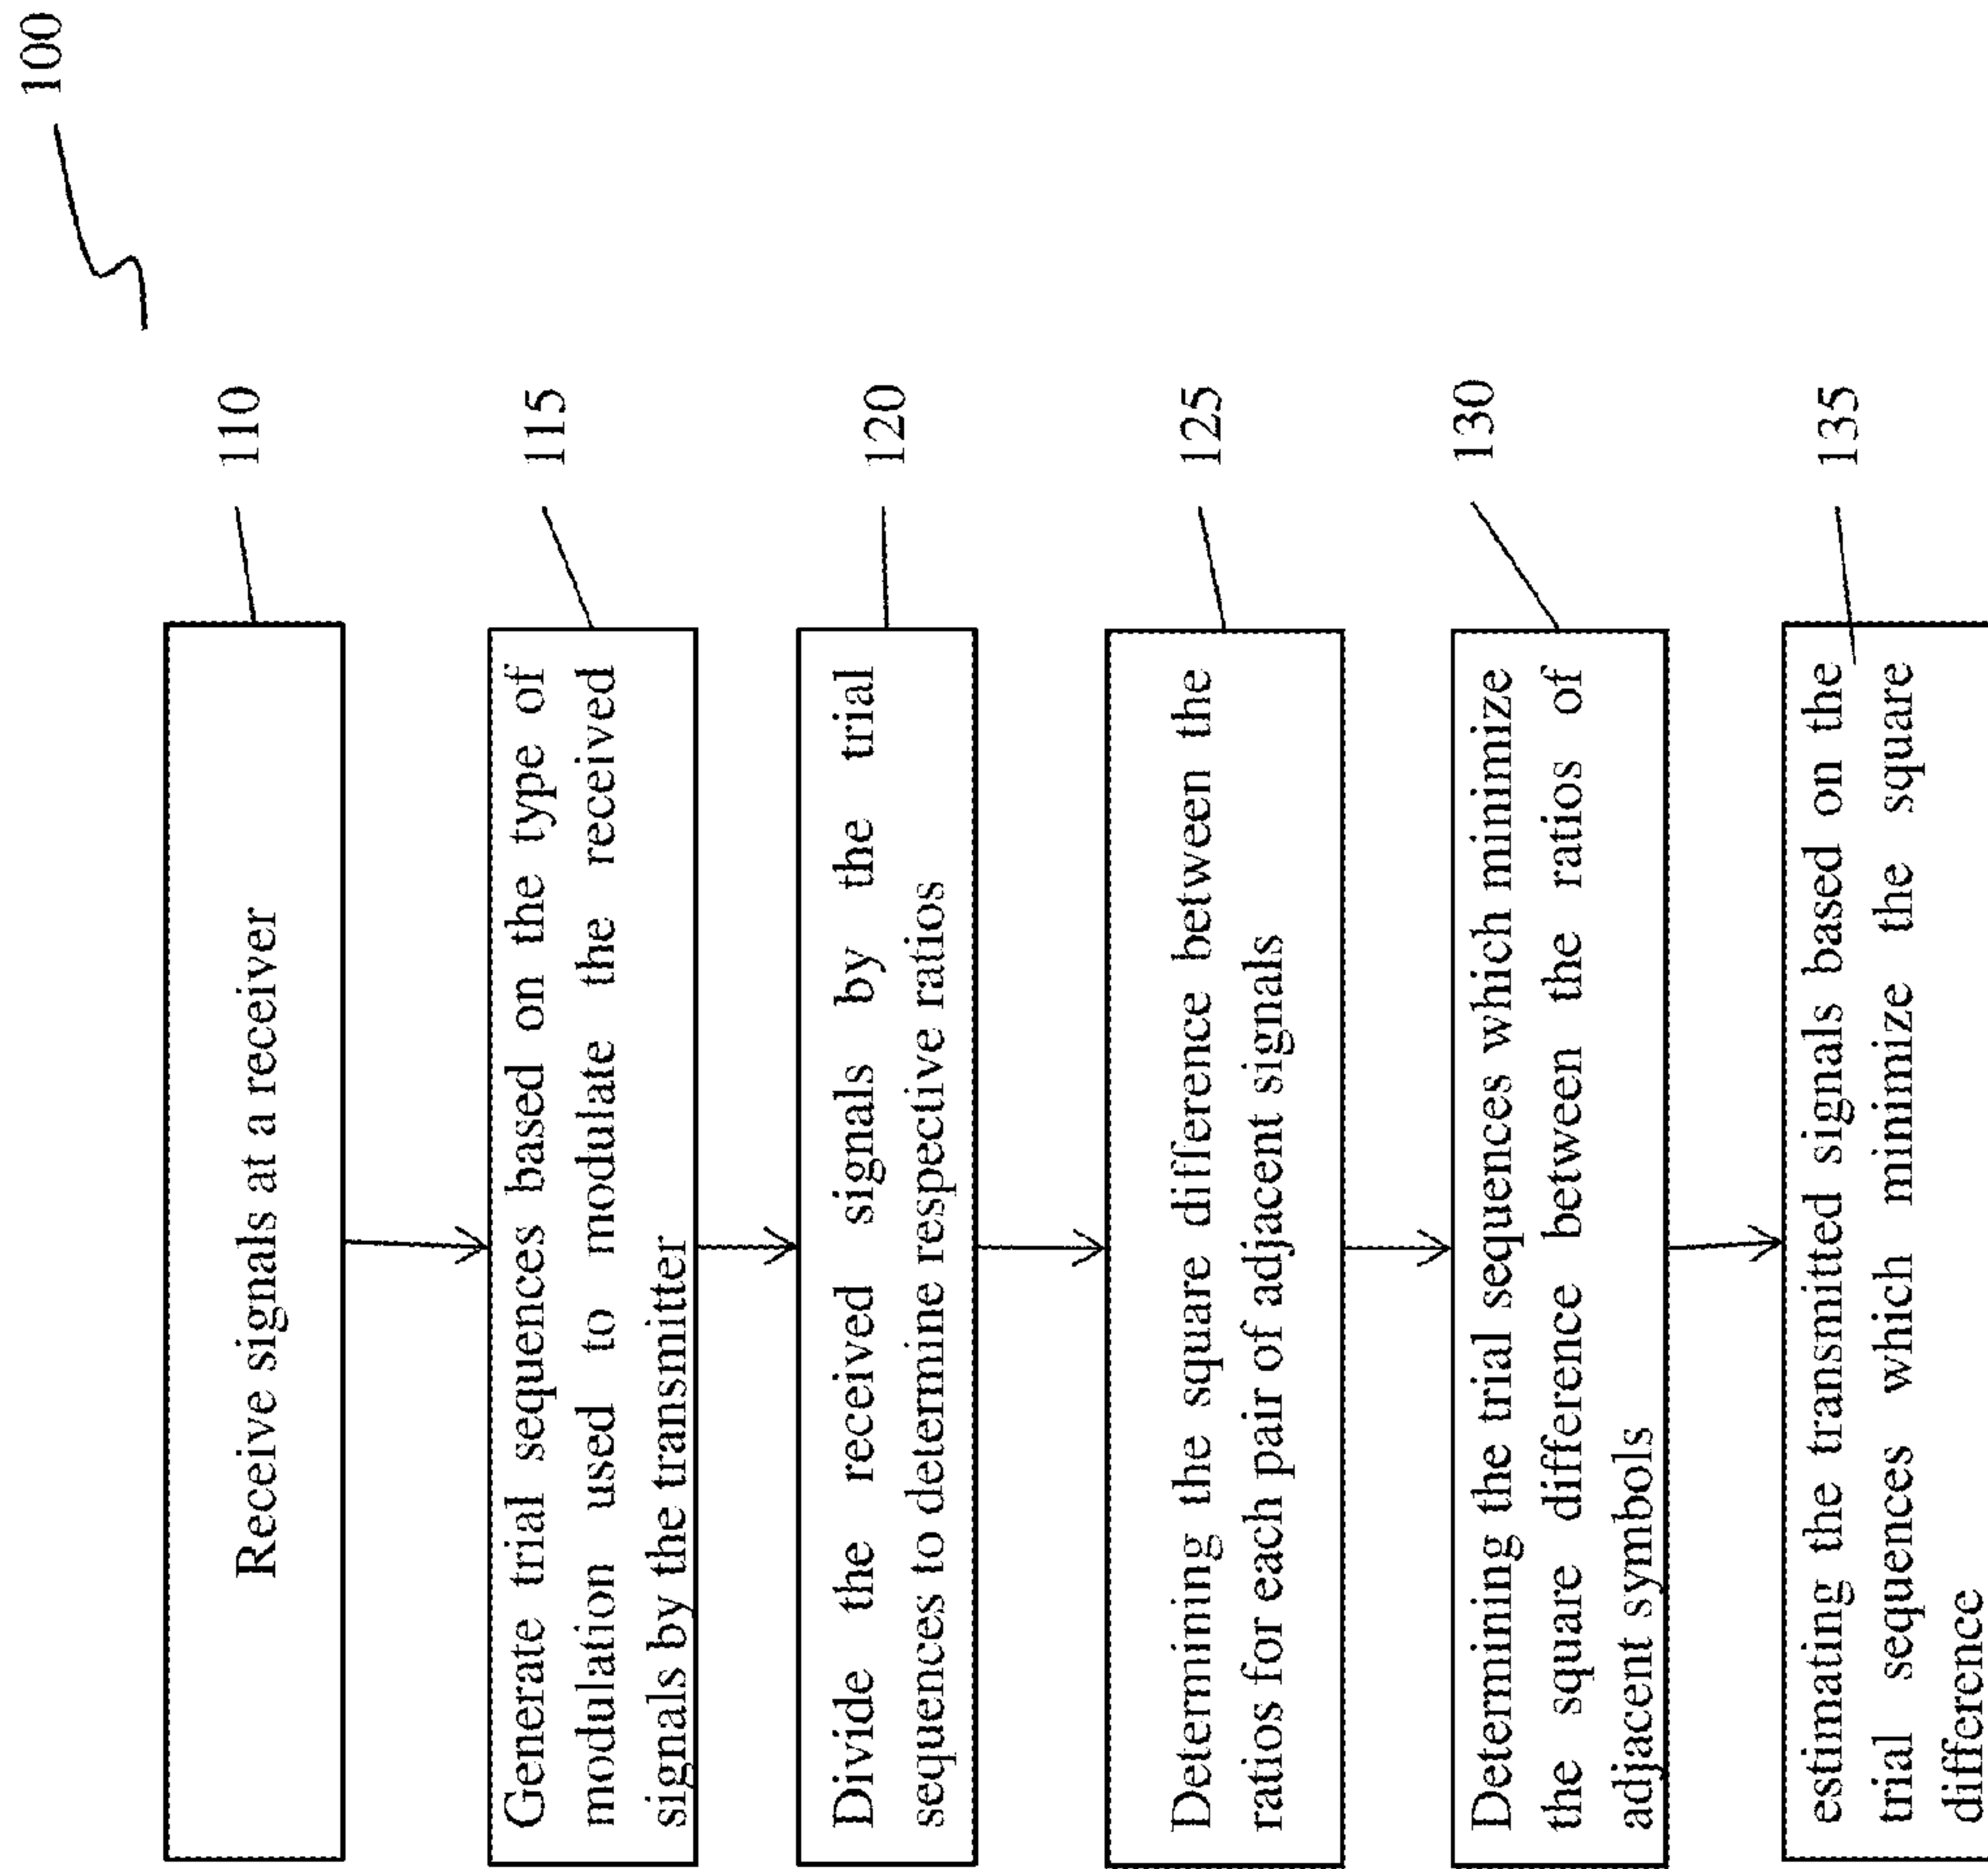 100
110
Receive signals at a receiver
115
Generate trial sequences based on the type of
modulation used to modulate the received
signals by the transmitter
120
Divide the received signals by the trial
sequences to determine respective ratios
125
Determining the square difference between the
ratios for each pair of adjacent signals
130
Determining the trial sequences which minimize
the square difference between the ratios of
adjacent symbols
135
estimating the transmitted signals based on the
trial sequences which minimize the square
difference